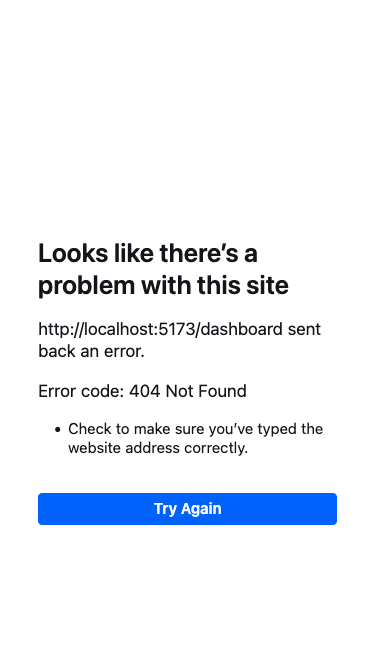 Looks like there’s a
problem with this site
http://localhost:5173/dashboard sent
back an error.
Error code: 404 Not Found
• Check to make sure you’ve typed the
website address correctly.
Try Again